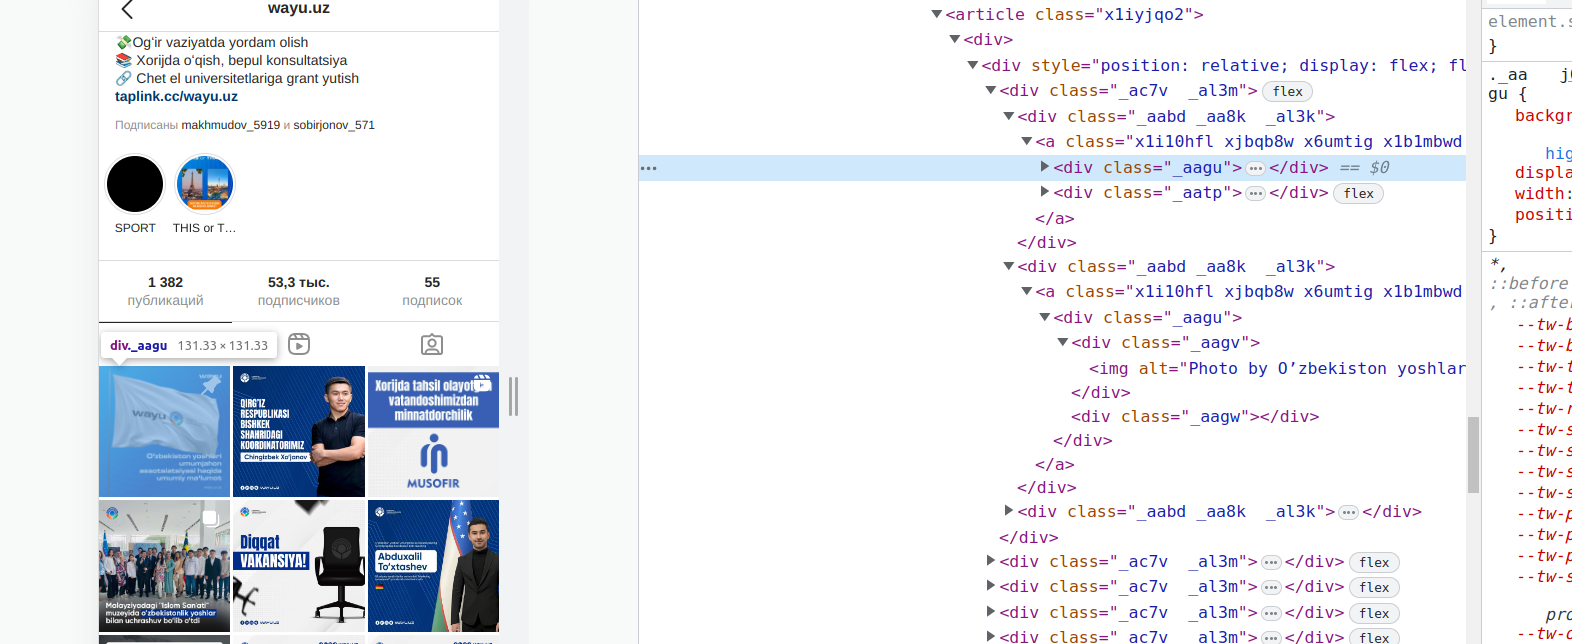 wayu.uz
💸Og‘ir vaziyatda yordam olish
📚 Xorijda o‘qish, bepul konsultatsiya
🔗 Chet el universitetlariga grant yutish
taplink.cc/wayu.uz
Подписаны makhmudov_5919 и sobirjonov_571
SPORT THIS or T…
1 382 53,3 тыс. 55
публикаций подписчиков подписок
div._aagu 131.33 × 131.33
wayu
O‘zbekiston yoshlari
umumjahon
assotsiatsiyasi haqida
umumiy ma’lumot
QIRG‘IZ
RESPUBLIKASI
BISHKEK
SHAHRIDAGI
KOORDINATORIMIZ
Chingizbek Xo‘janov
Xorijda tahsil olayotgan
vatandoshimizdan
minnatdorchilik
MUSOFIR
Malayziyadagi "Islom San'ati"
muzeyida o‘zbekistonlik yoshlar
bilan uchrashuv bo‘lib o‘tdi
Diqqat
VAKANSIYA!
Abduxalil
To‘xtashev
<article class="x1iyjqo2">
<div>
<div style="position: relative; display: flex; fl
<div class="_ac7v  _al3m"> flex
<div class="_aabd _aa8k  _al3k">
<a class="x1i10hfl xjbqb8w x6umtig x1b1mbwd
<div class="_aagu">…</div> == $0
<div class="_aatp">…</div> flex
</a>
</div>
<div class="_aabd _aa8k  _al3k">
<a class="x1i10hfl xjbqb8w x6umtig x1b1mbwd
<div class="_aagu">
<div class="_aagv">
<img alt="Photo by O’zbekiston yoshlar
</div>
<div class="_aagw"></div>
</div>
</a>
</div>
<div class="_aabd _aa8k  _al3k">…</div>
</div>
<div class="_ac7v  _al3m">…</div> flex
<div class="_ac7v  _al3m">…</div> flex
<div class="_ac7v  _al3m">…</div> flex
<div class="_ac7v  _al3m">…</div> flex
element.s
}
._aa j
gu {
backgr
hig
displa
width:
positi
}
*,
::before
, ::after
--tw-b
--tw-b
--tw-t
--tw-t
--tw-r
--tw-s
--tw-s
--tw-s
--tw-s
--tw-p
--tw-p
--tw-p
--tw-s
pro
--tw-c